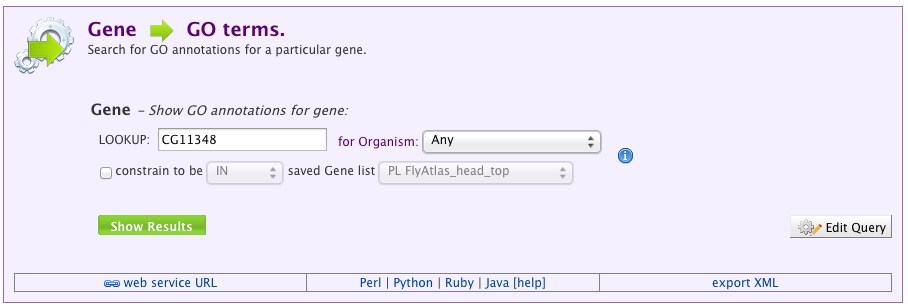 Gene GO terms.
Search for GO annotations for a particular gene.
Gene – Show GO annotations for gene:
LOOKUP: CG11348 for Organism: Any
constrain to be IN saved Gene list PL FlyAtlas_head_top
Show Results Edit Query
web service URL Perl | Python | Ruby | Java [help] export XML